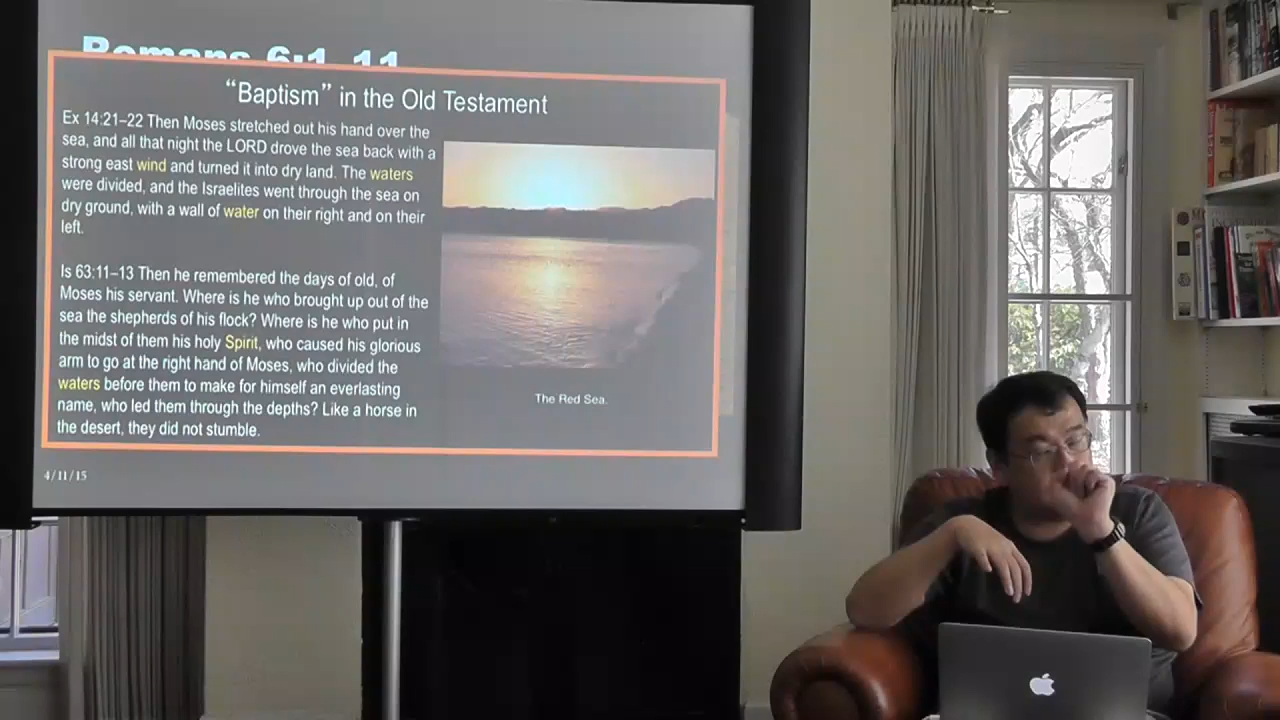 Romans 6:1–11
“Baptism” in the Old Testament
Ex 14:21–22 Then Moses stretched out his hand over the
sea, and all that night the LORD drove the sea back with a
strong east wind and turned it into dry land. The waters
were divided, and the Israelites went through the sea on
dry ground, with a wall of water on their right and on their
left.
Is 63:11–13 Then he remembered the days of old, of
Moses his servant. Where is he who brought up out of the
sea the shepherds of his flock? Where is he who put in
the midst of them his holy Spirit, who caused his glorious
arm to go at the right hand of Moses, who divided the
waters before them to make for himself an everlasting
name, who led them through the depths? Like a horse in
the desert, they did not stumble.
The Red Sea.
4/11/15